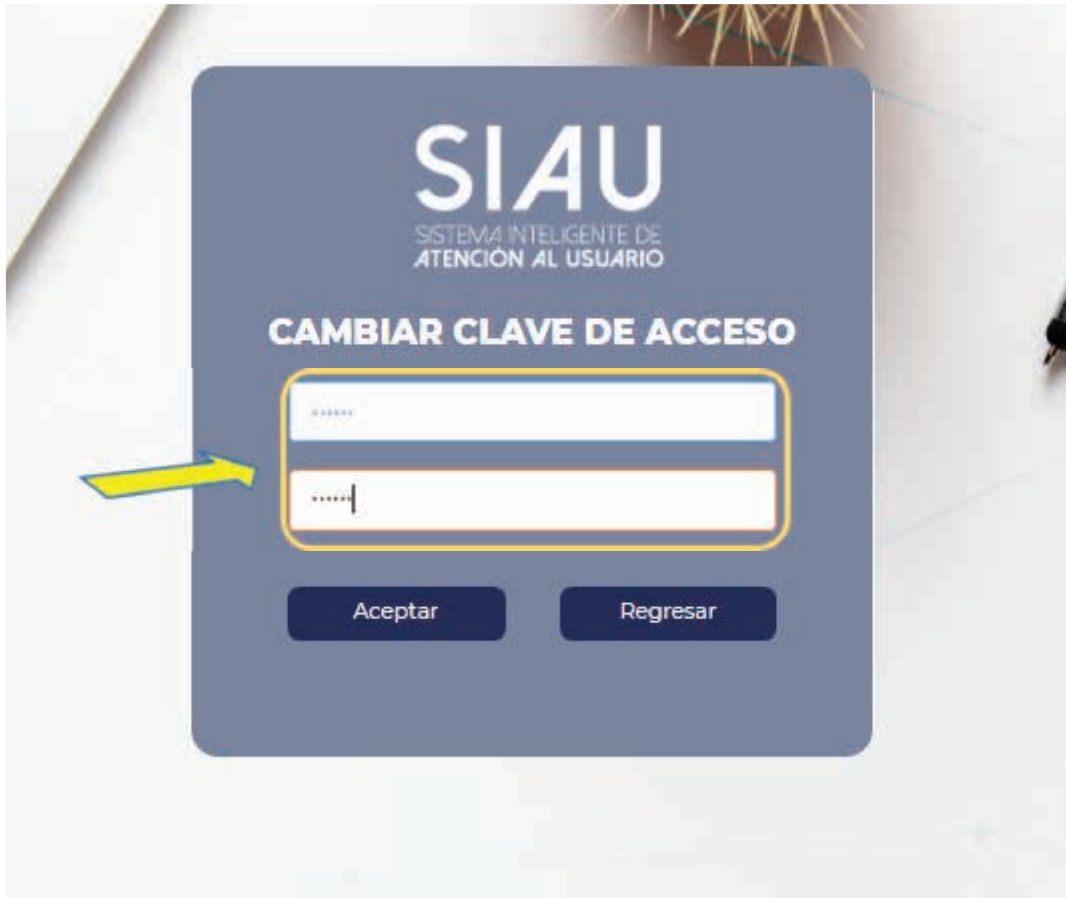 SIAU
SISTEMA INTELIGENTE DE
ATENCIÓN AL USUARIO
CAMBIAR CLAVE DE ACCESO
••••••
••••••
Aceptar
Regresar